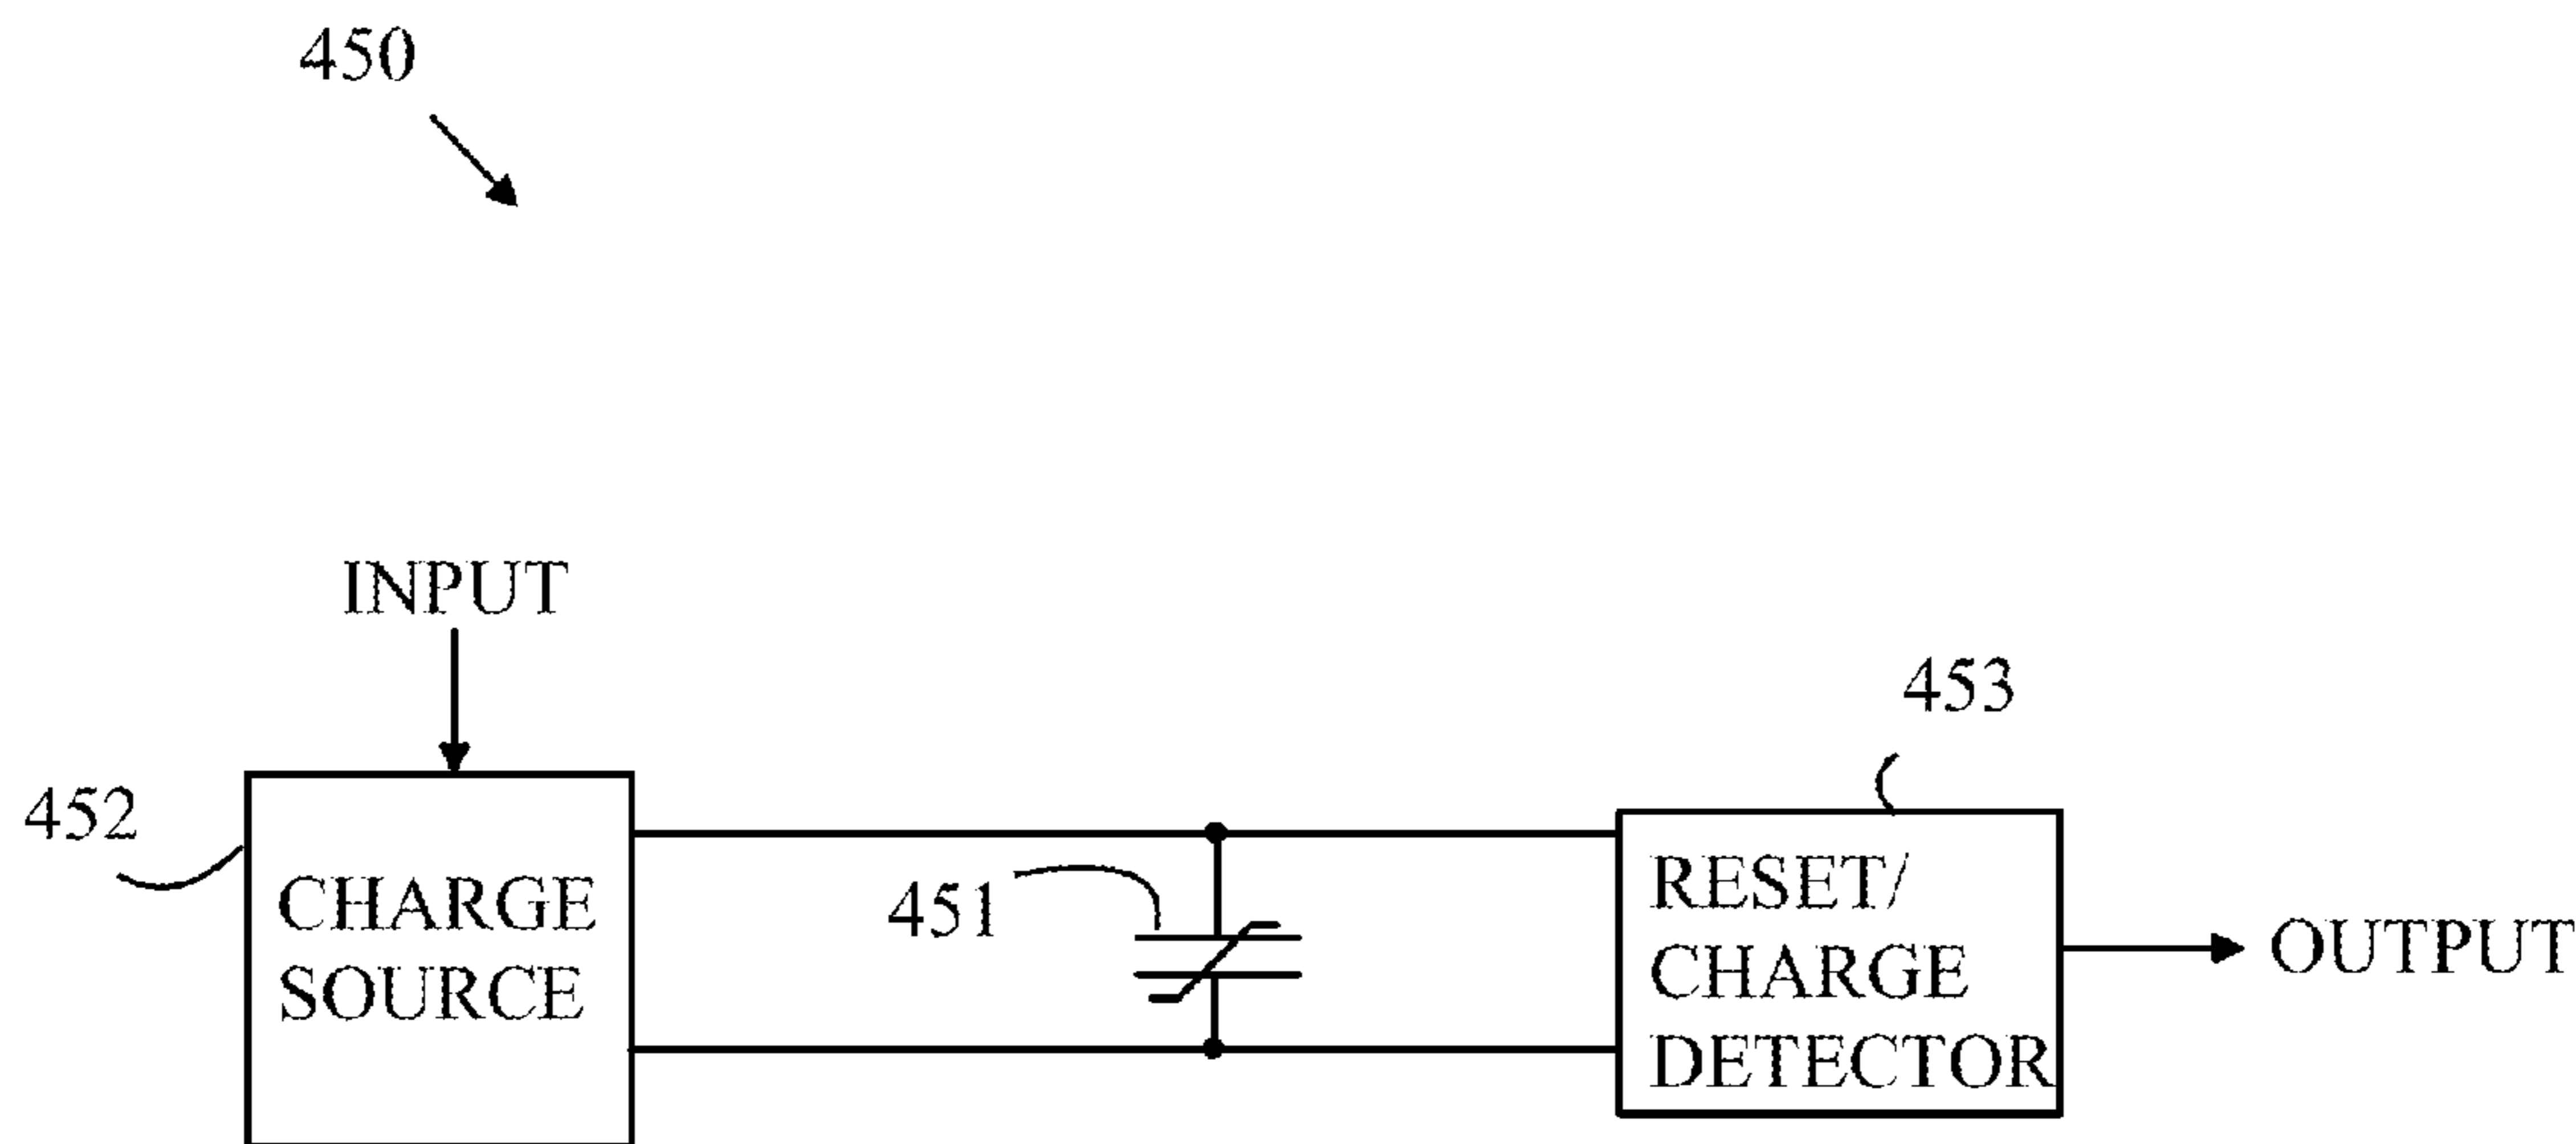 450
INPUT
452
CHARGE
SOURCE
451
453
RESET/
CHARGE
DETECTOR
OUTPUT